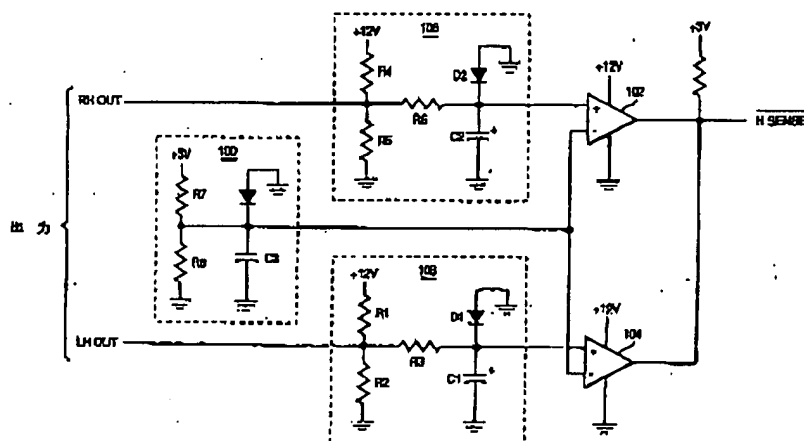 +12V
106
+5V
R4
D2
+12V
102
RH OUT
R6
+
-
H SENSE
R5
C2
+
+5V
100
R7
出 力
R8
C3
+12V
108
R1
D1
+12V
104
LH OUT
R3
+
-
R2
C1
+